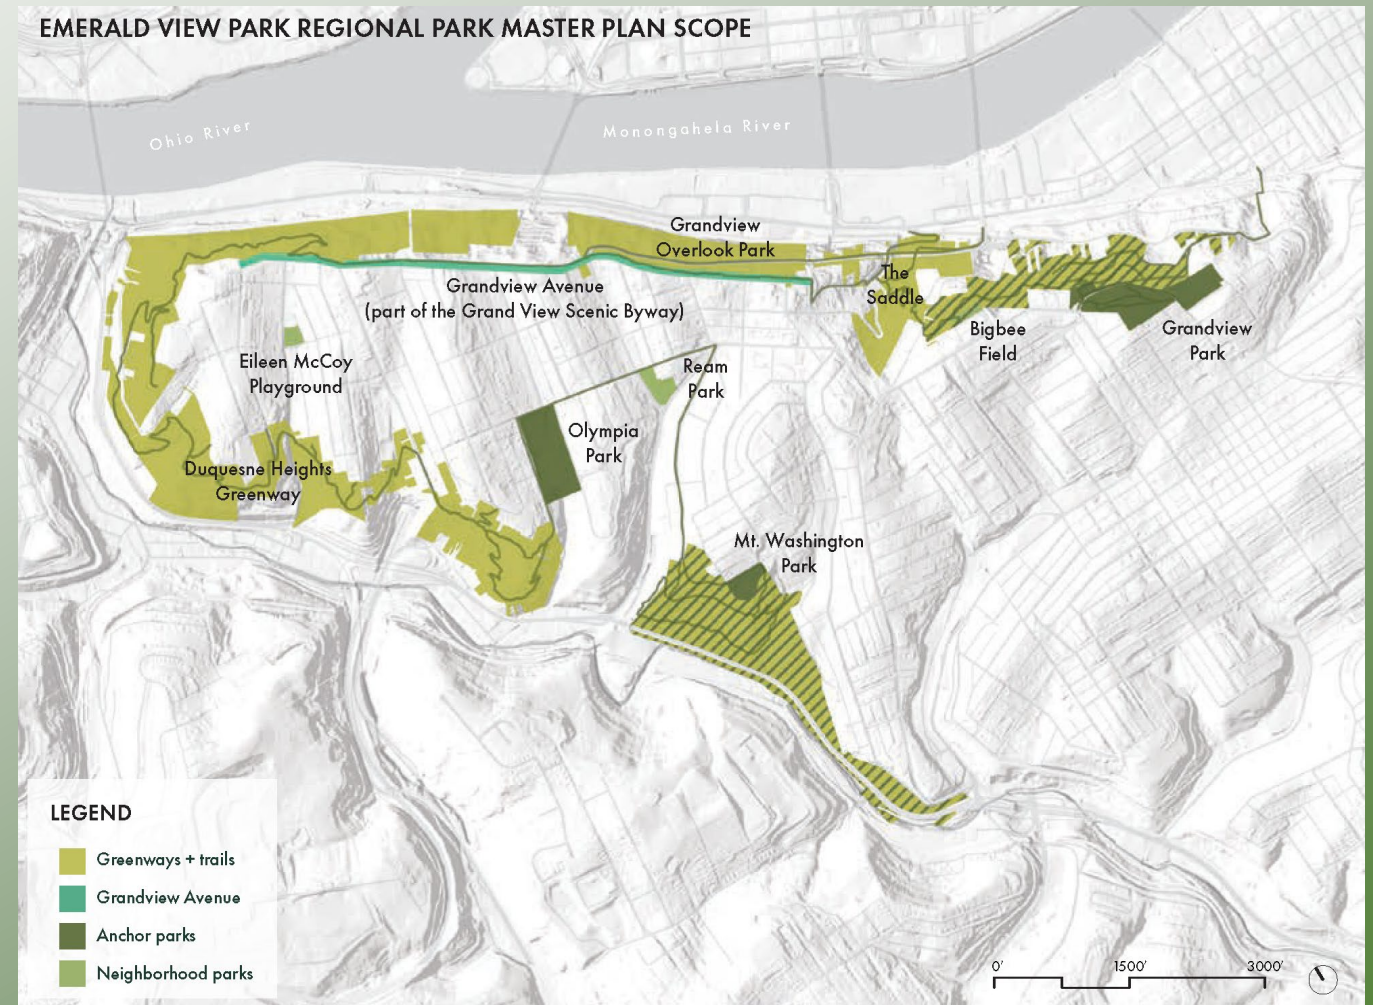 EMERALD VIEW PARK REGIONAL PARK MASTER PLAN SCOPE
Ohio River
Monongahela River
Grandview
Overlook Park
Grandview Avenue
(part of the Grand View Scenic Byway)
The
Saddle
Bigbee
Field
Grandview
Park
Eileen McCoy
Playground
Ream
Park
Olympia
Park
Duquesne Heights
Greenway
Mt. Washington
Park
LEGEND
Greenways + trails
Grandview Avenue
Anchor parks
Neighborhood parks
0' 1500' 3000'